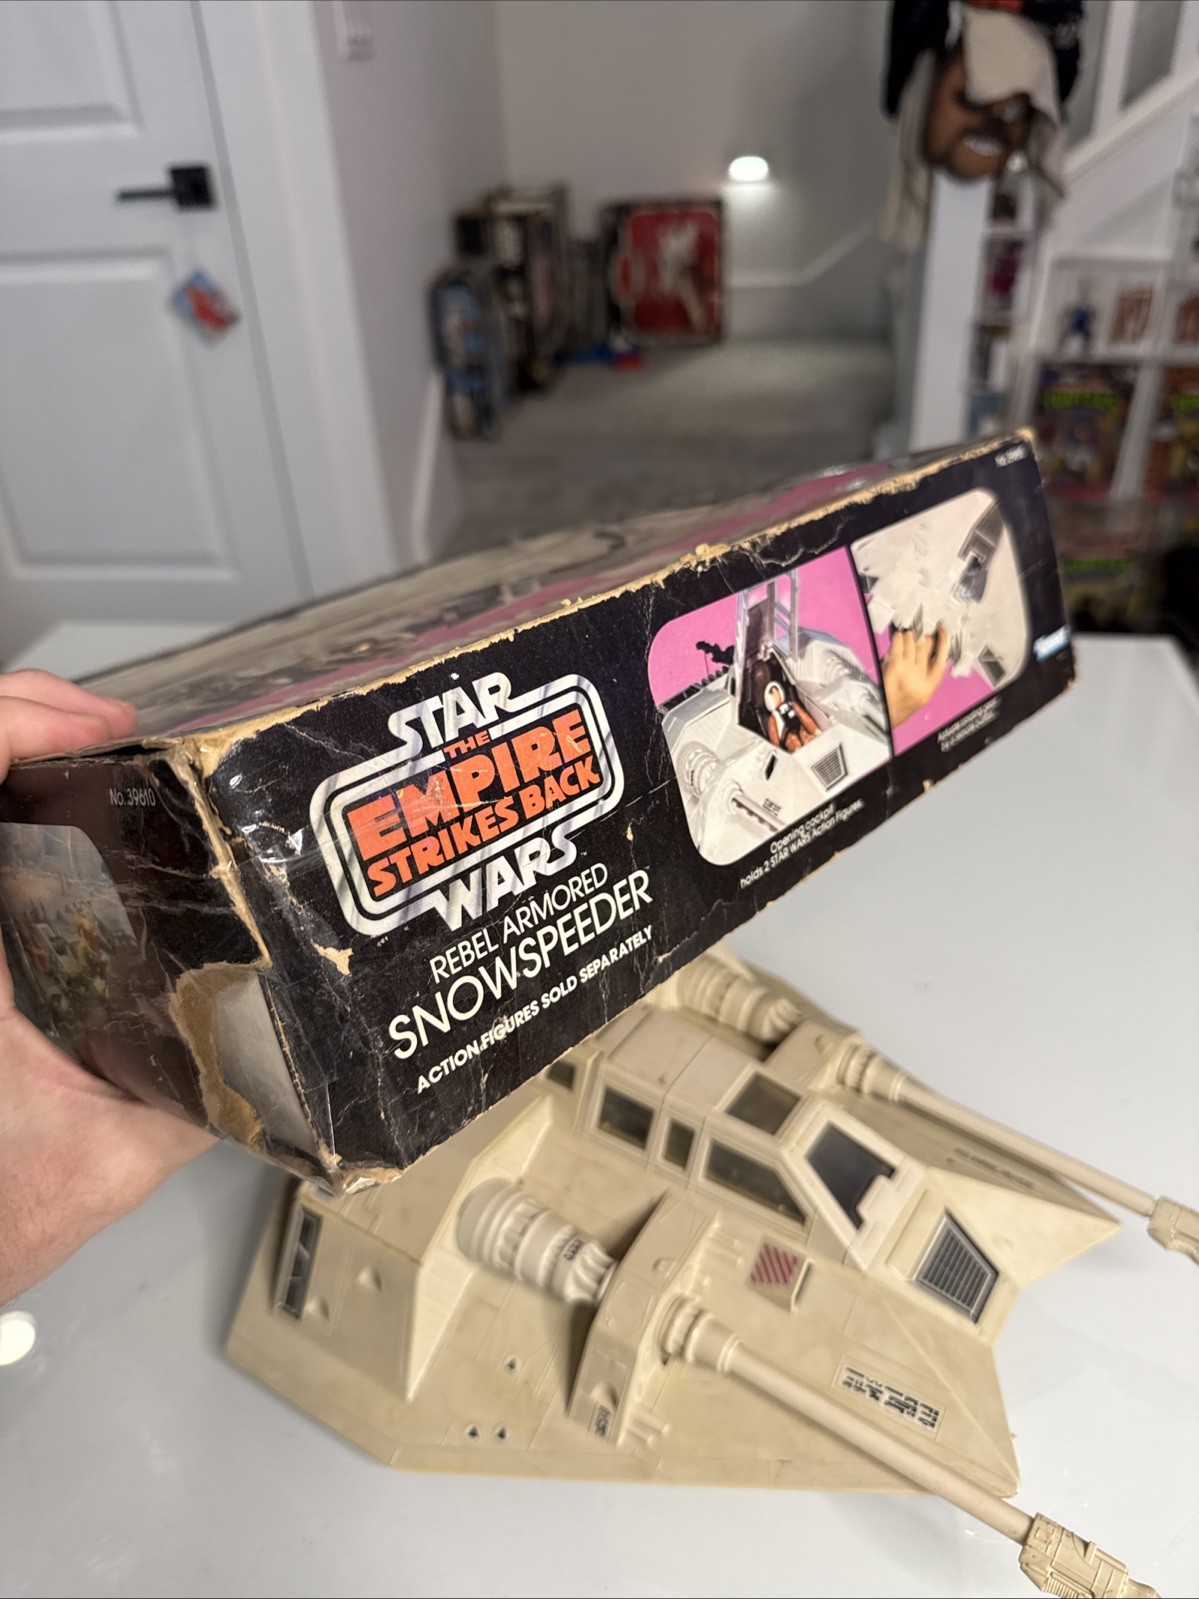 No. 39610
STAR
THE
EMPIRE
STRIKES BACK
WARS
REBEL ARMORED
SNOWSPEEDER
ACTION FIGURES SOLD SEPARATELY
Opening cockpit
holds 2 STAR WARS Action Figures.
Kenner